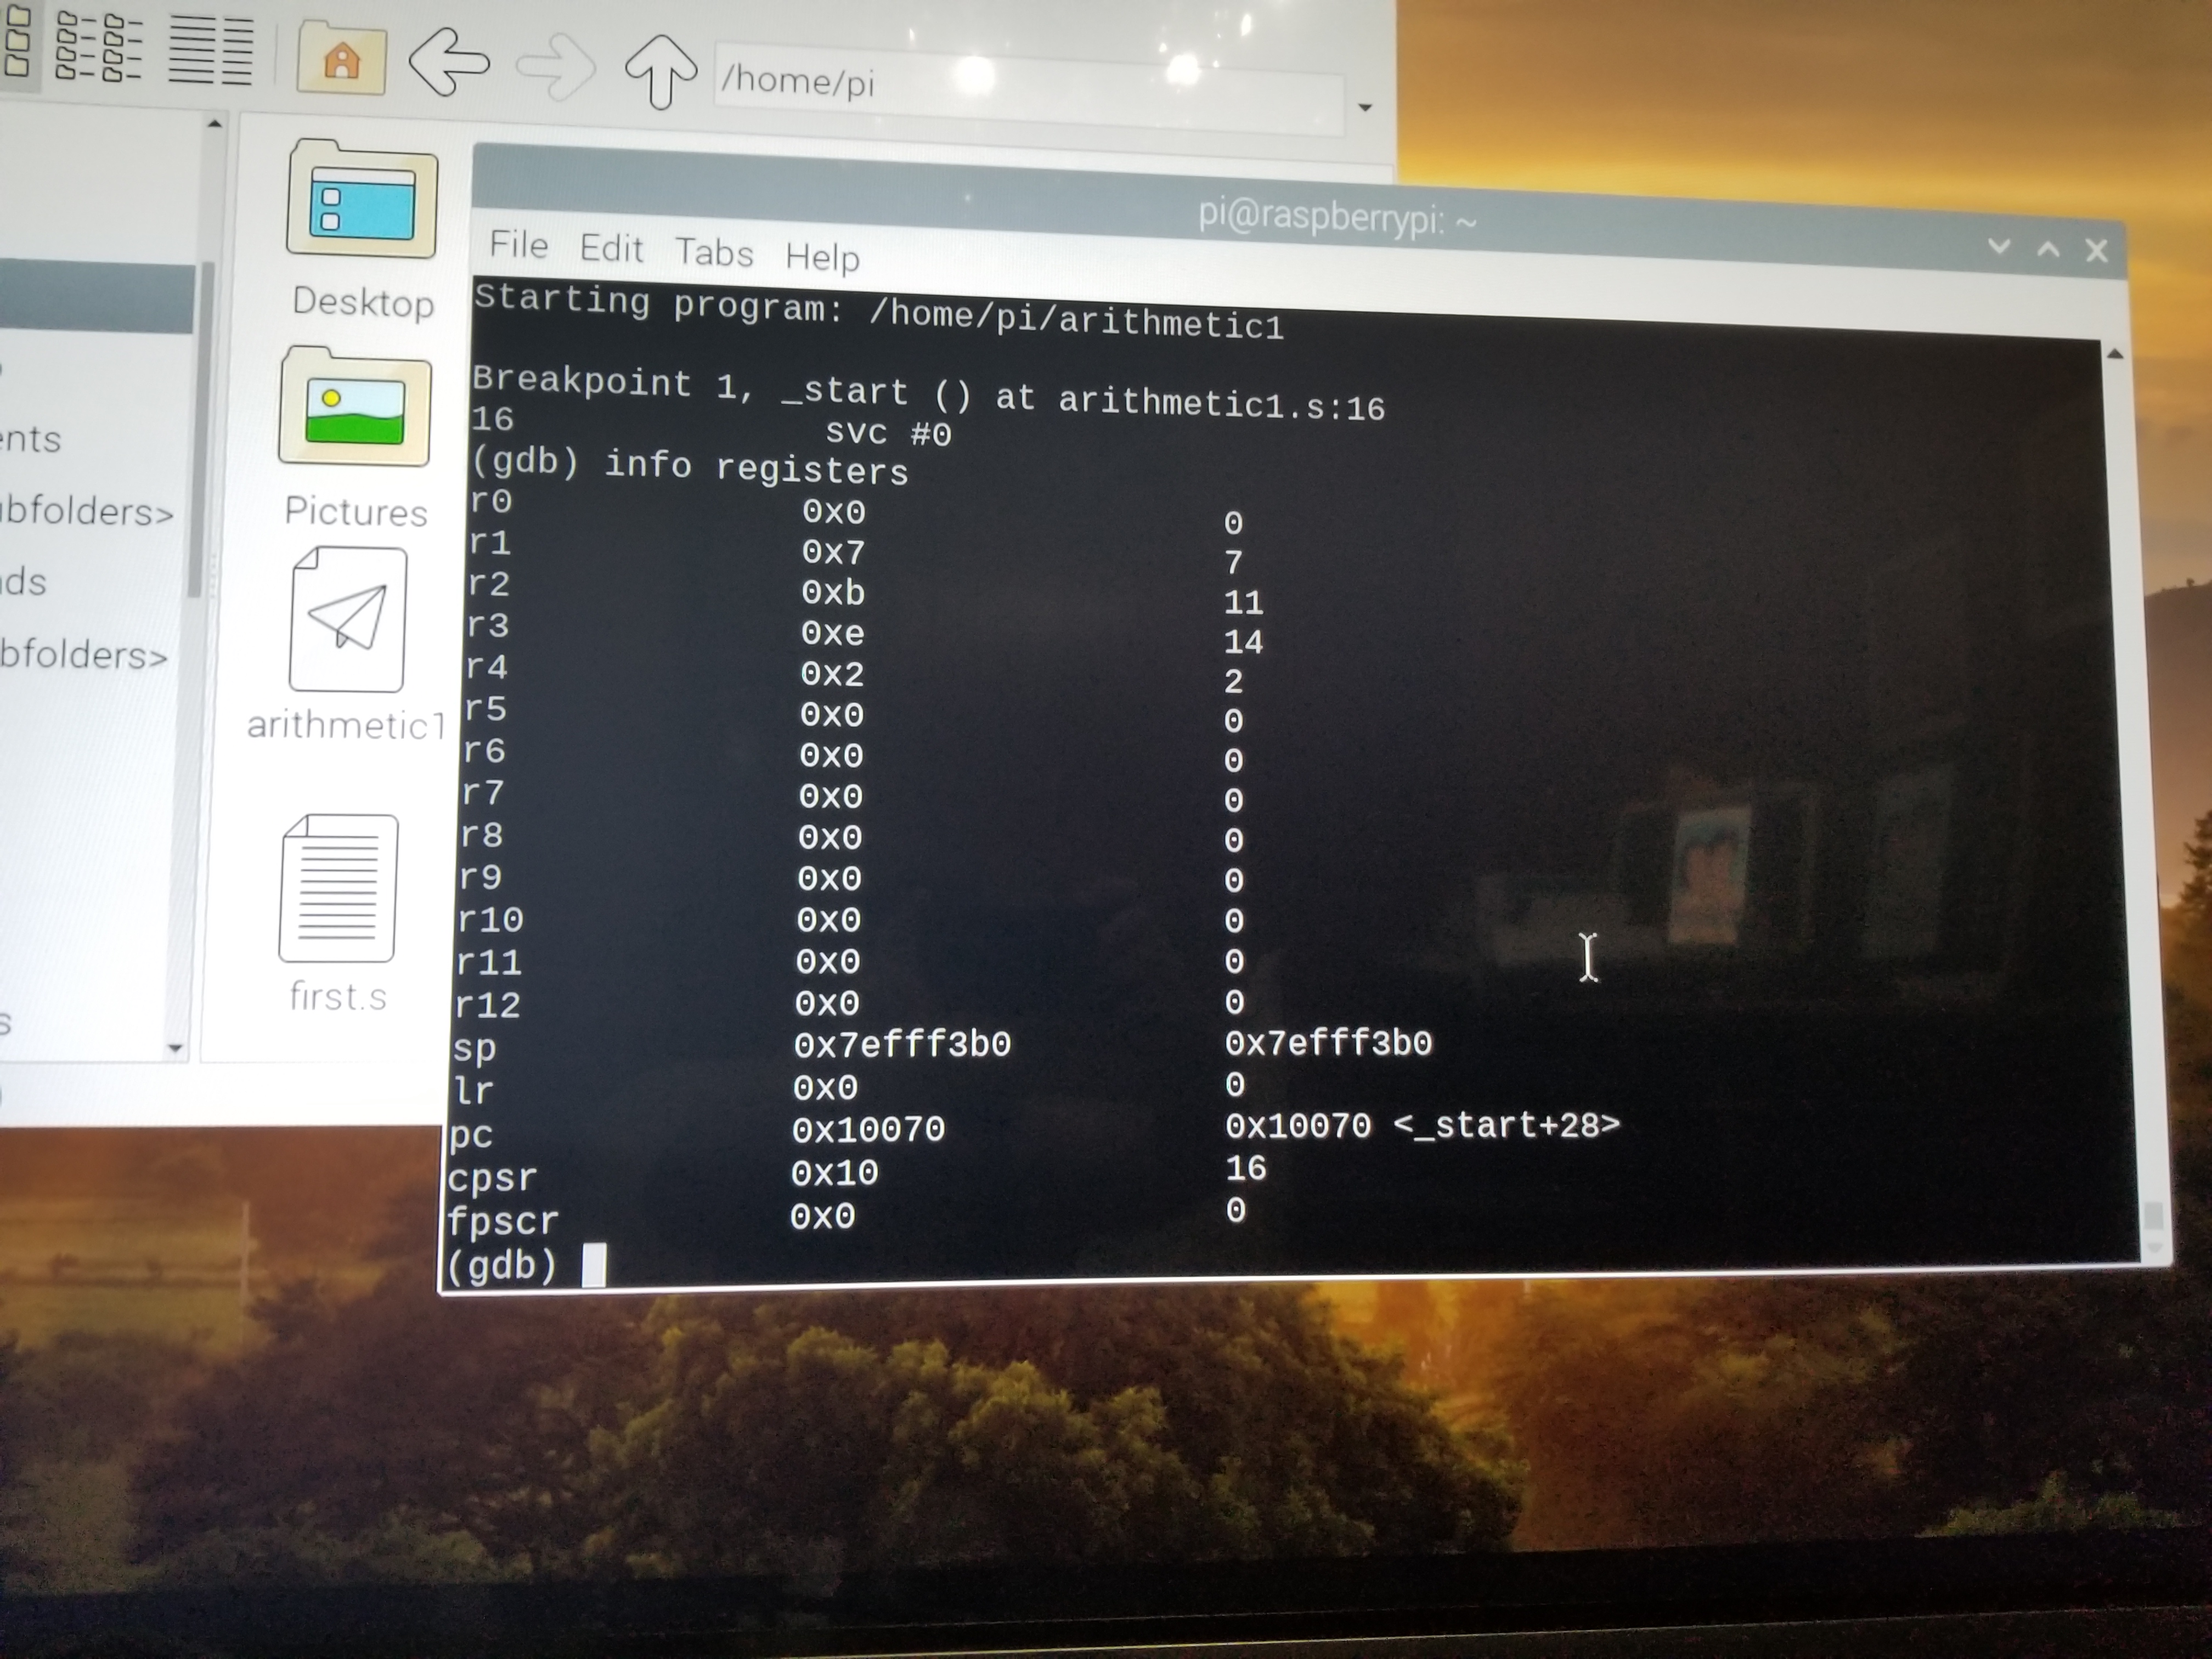 /home/pi
pi@raspberrypi: ~
File Edit Tabs Help
Desktop
Pictures
arithmetic1
first.s
ents
bfolders>
ds
bfolders>
s
Starting program: /home/pi/arithmetic1
Breakpoint 1, _start () at arithmetic1.s:16
16 svc #0
(gdb) info registers
r0 0x0 0
r1 0x7 7
r2 0xb 11
r3 0xe 14
r4 0x2 2
r5 0x0 0
r6 0x0 0
r7 0x0 0
r8 0x0 0
r9 0x0 0
r10 0x0 0
r11 0x0 0
r12 0x0 0
sp 0x7efff3b0 0x7efff3b0
lr 0x0 0
pc 0x10070 0x10070 <_start+28>
cpsr 0x10 16
fpscr 0x0 0
(gdb)